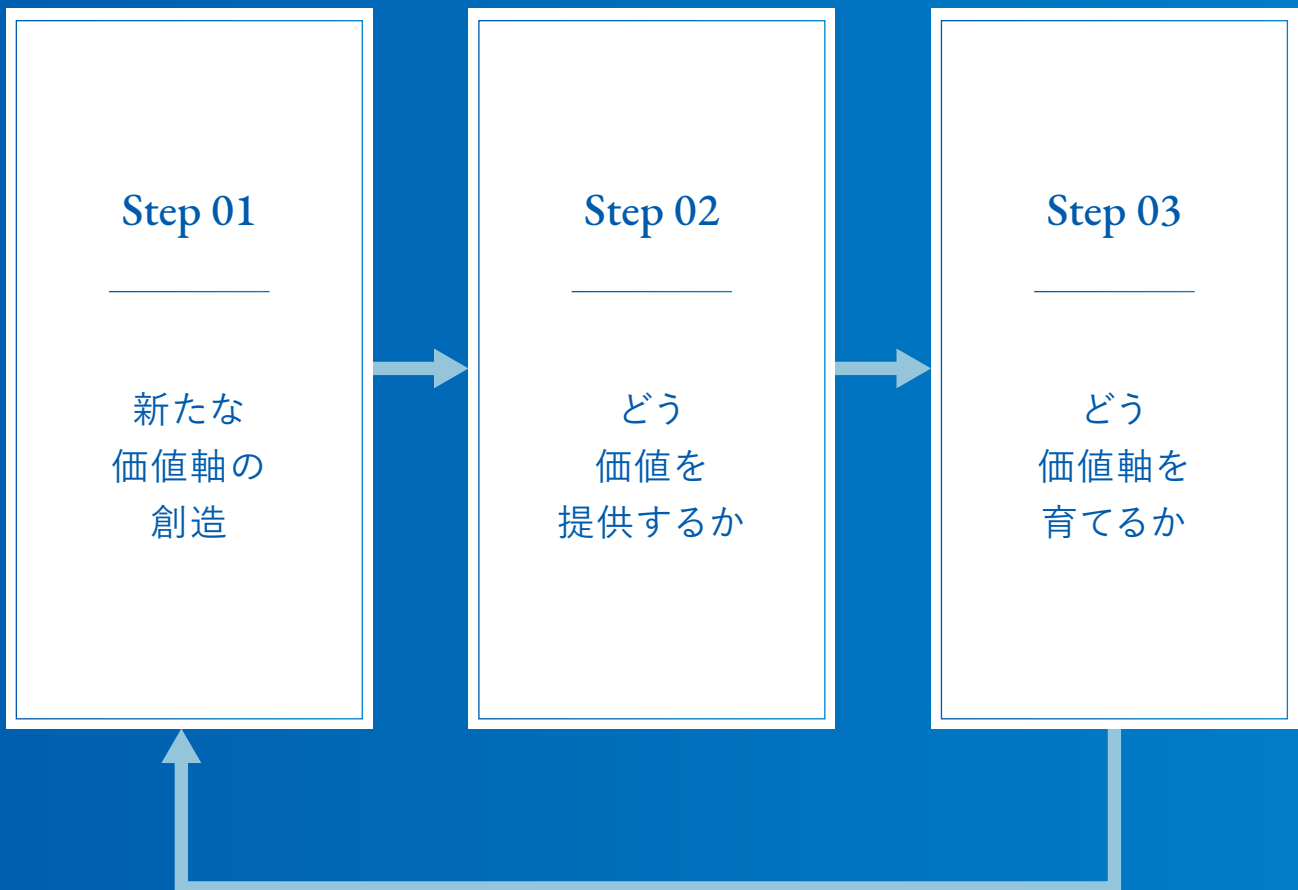 Step 01
新たな
価値軸の
創造
Step 02
どう
価値を
提供するか
Step 03
どう
価値軸を
育てるか